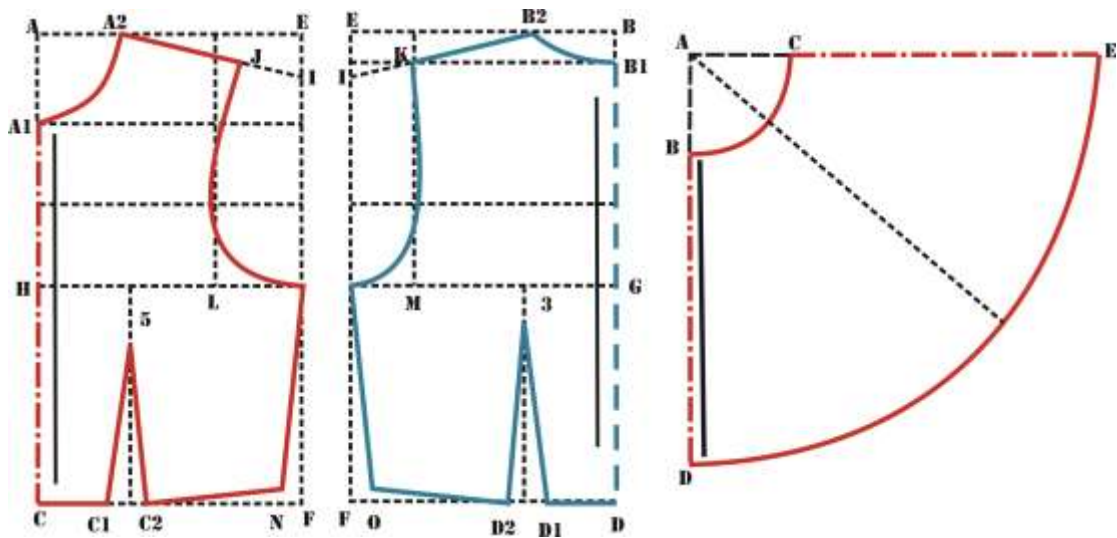 A A2 E E B2 B
J K A C E
I I B1
A1
B
H L 5 M 3 G
D
C C1 C2 N F F O D2 D1 D